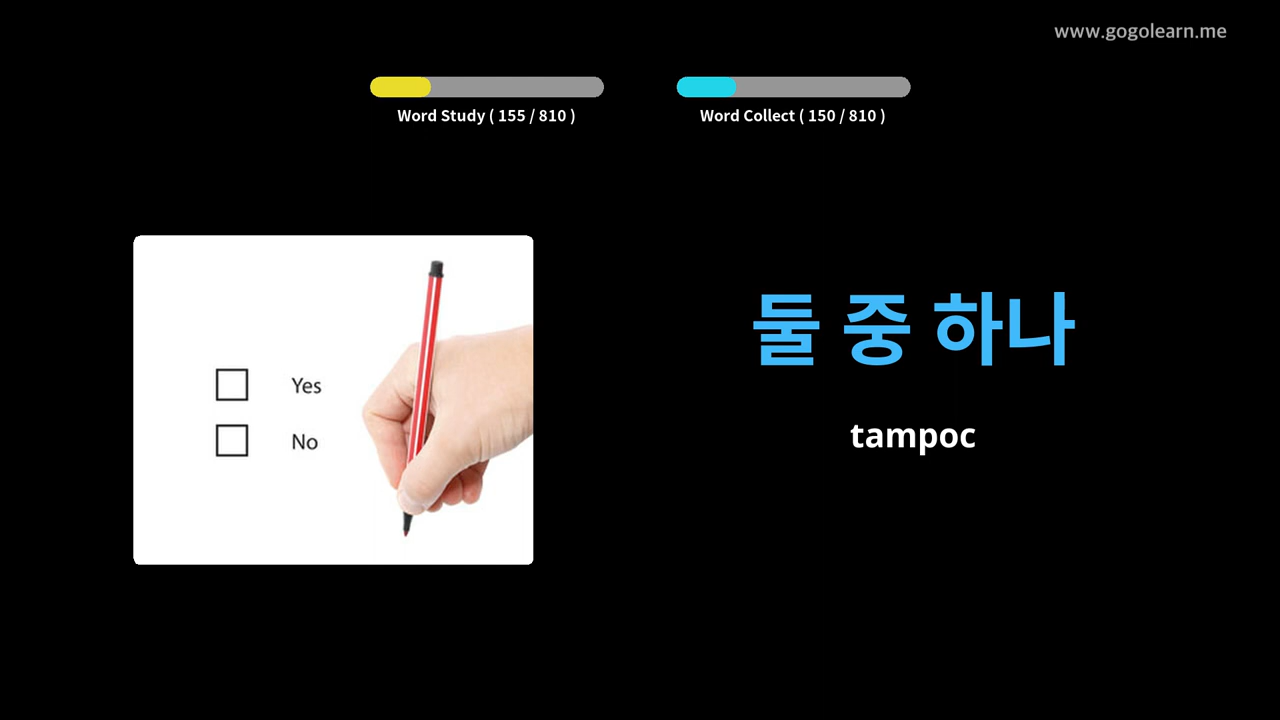 www.gogolearn.me
Word Study ( 155 / 810 )
Word Collect ( 150 / 810 )
Yes
No
둘 중 하나
tampoc